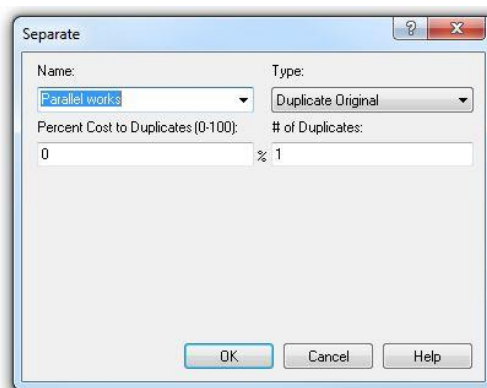 Separate
Name: Type:
Parallel works Duplicate Original
Percent Cost to Duplicates (0-100): # of Duplicates:
0 % 1
OK Cancel Help